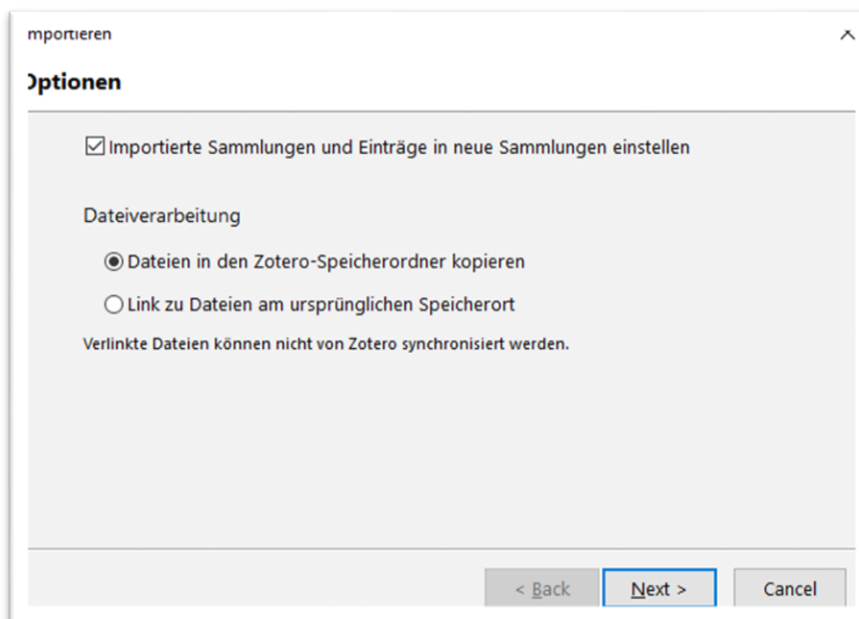 mportieren
Optionen
Importierte Sammlungen und Einträge in neue Sammlungen einstellen
Dateiverarbeitung
Dateien in den Zotero-Speicherordner kopieren
Link zu Dateien am ursprünglichen Speicherort
Verlinkte Dateien können nicht von Zotero synchronisiert werden.
< Back Next > Cancel